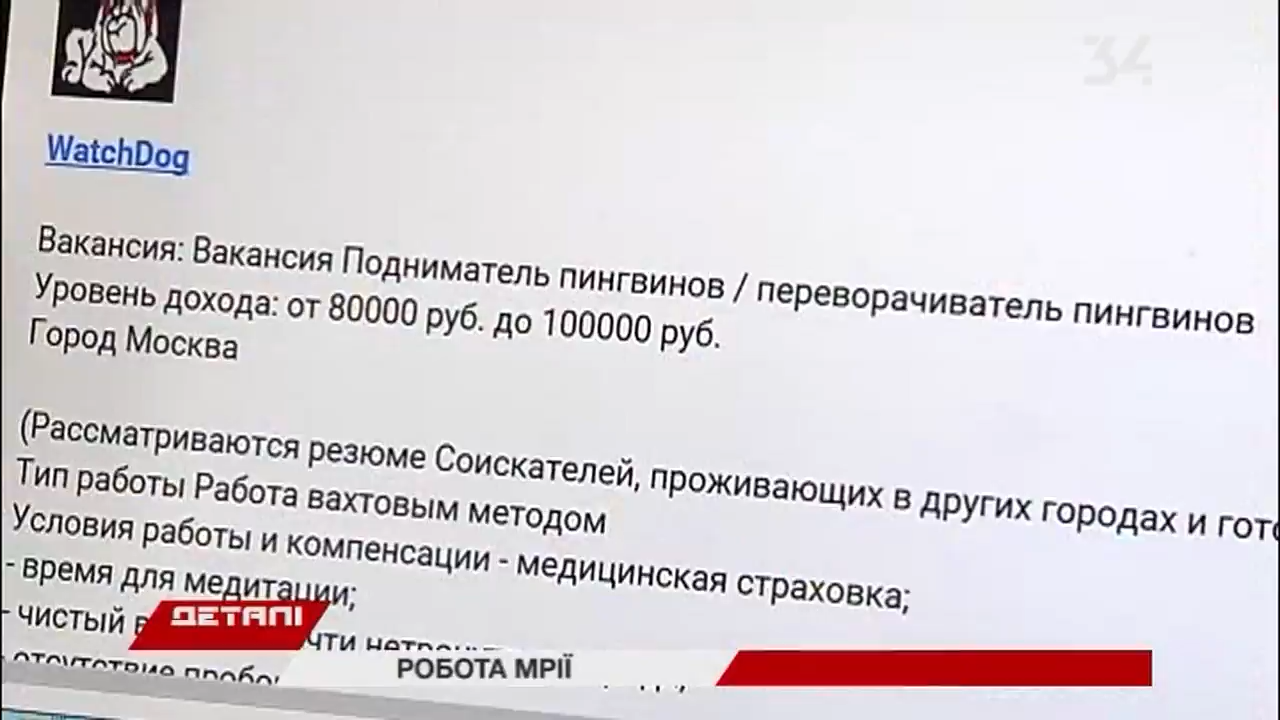 34
WatchDog
Вакансия: Вакансия Подниматель пингвинов / переворачиватель пингвинов
Уровень дохода: от 80000 руб. до 100000 руб.
Город Москва
(Рассматриваются резюме Соискателей, проживающих в других городах и
Тип работы Работа вахтовым методом
Условия работы и компенсации - медицинская страховка;
- время для медитации;
- чистый
- отсутствие
ДЕТАЛІ
РОБОТА МРІЇ